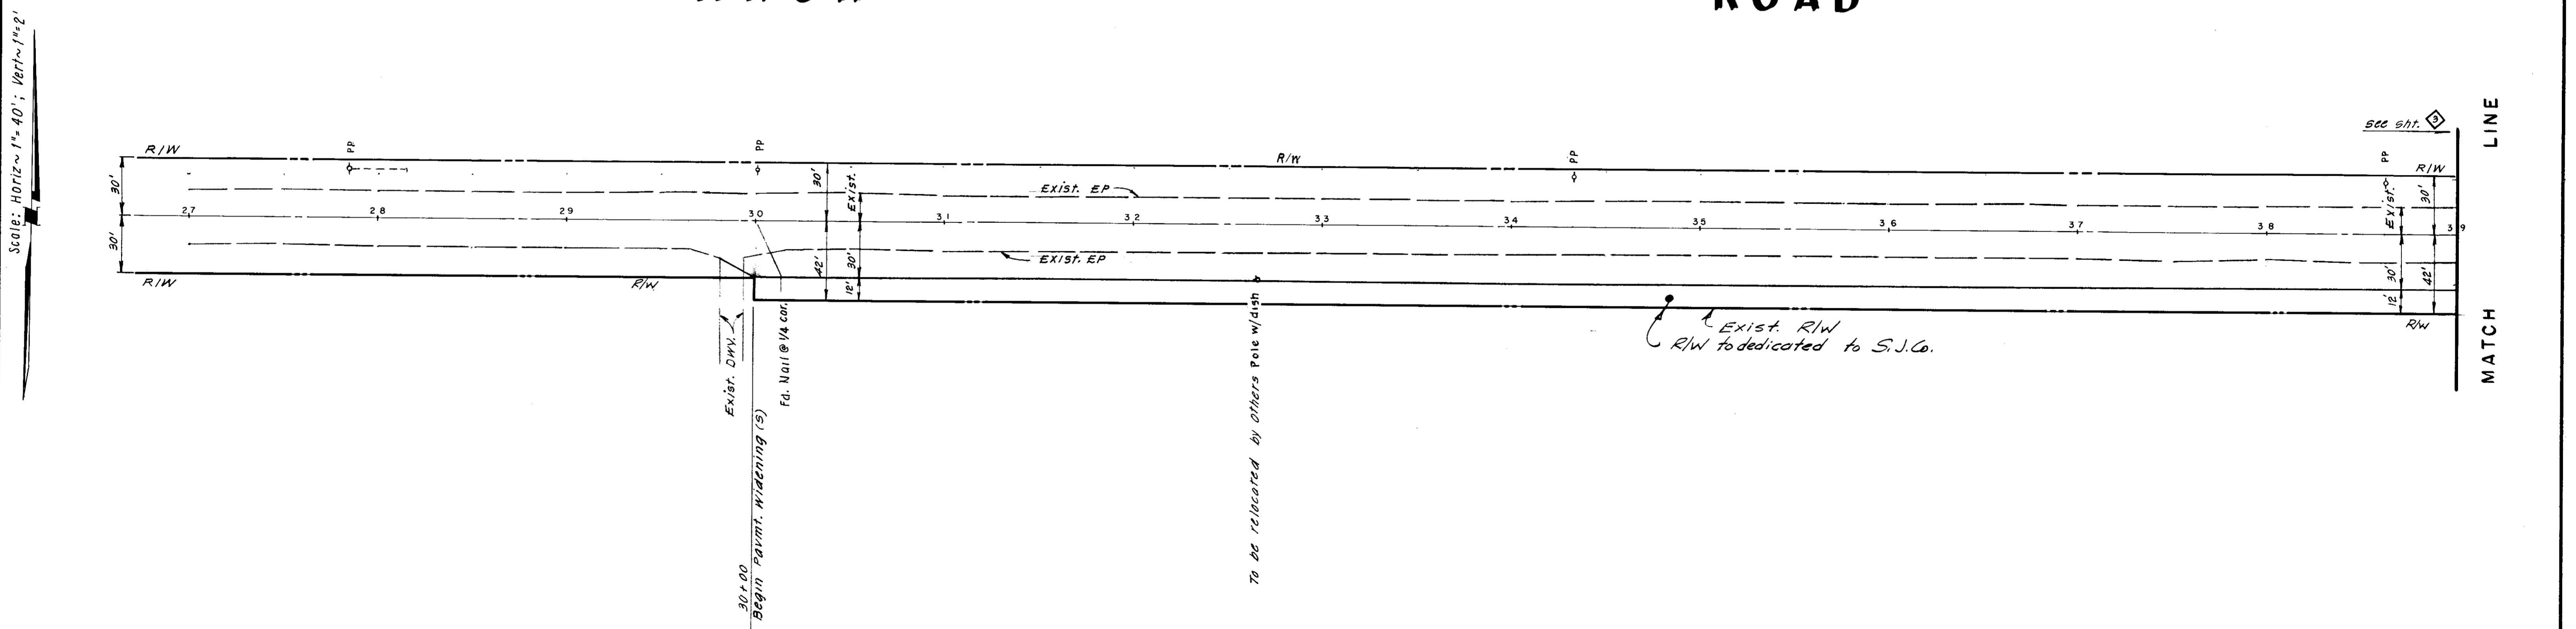 ROAD
Scale: Horiz~ 1"= 40'; Vert~ 1"=2'
see sht. 3
MATCH LINE
R/W
PP
PP
R/W
PP
PP
R/W
30'
30'
30'
EXIST.
EXIST. EP
EXIST.
30'
27 28 29 30 31 32 33 34 35 36 37 38 39
42'
30'
12'
EXIST. EP
30'
42'
12'
R/W
R/W
R/W
Exist. DWY.
Fd. Nail @ 1/4 cor.
30+00
Begin Pavmt. Widening (S)
To be relocated by others Pole w/dish
Exist. R/W
R/W to dedicated to S.J.Co.